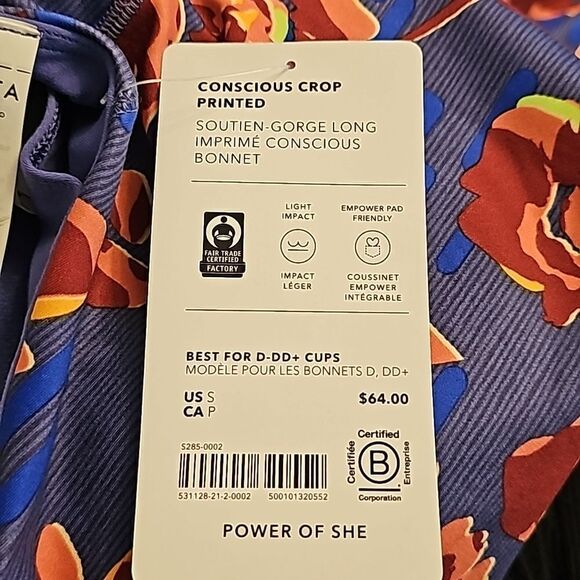 TA
CONSCIOUS CROP
PRINTED
SOUTIEN-GORGE LONG
IMPRIMÉ CONSCIOUS
BONNET
FAIR TRADE
CERTIFIED
FACTORY
LIGHT
IMPACT
IMPACT
LÉGER
EMPOWER PAD
FRIENDLY
COUSSINET
EMPOWER
INTÉGRABLE
BEST FOR D-DD+ CUPS
MODÈLE POUR LES BONNETS D, DD+
US S
CA P
$64.00
S285-0002
531128-21-2-0002 500101320552
Certified
Certifiée
B
Entreprise
Corporation
POWER OF SHE